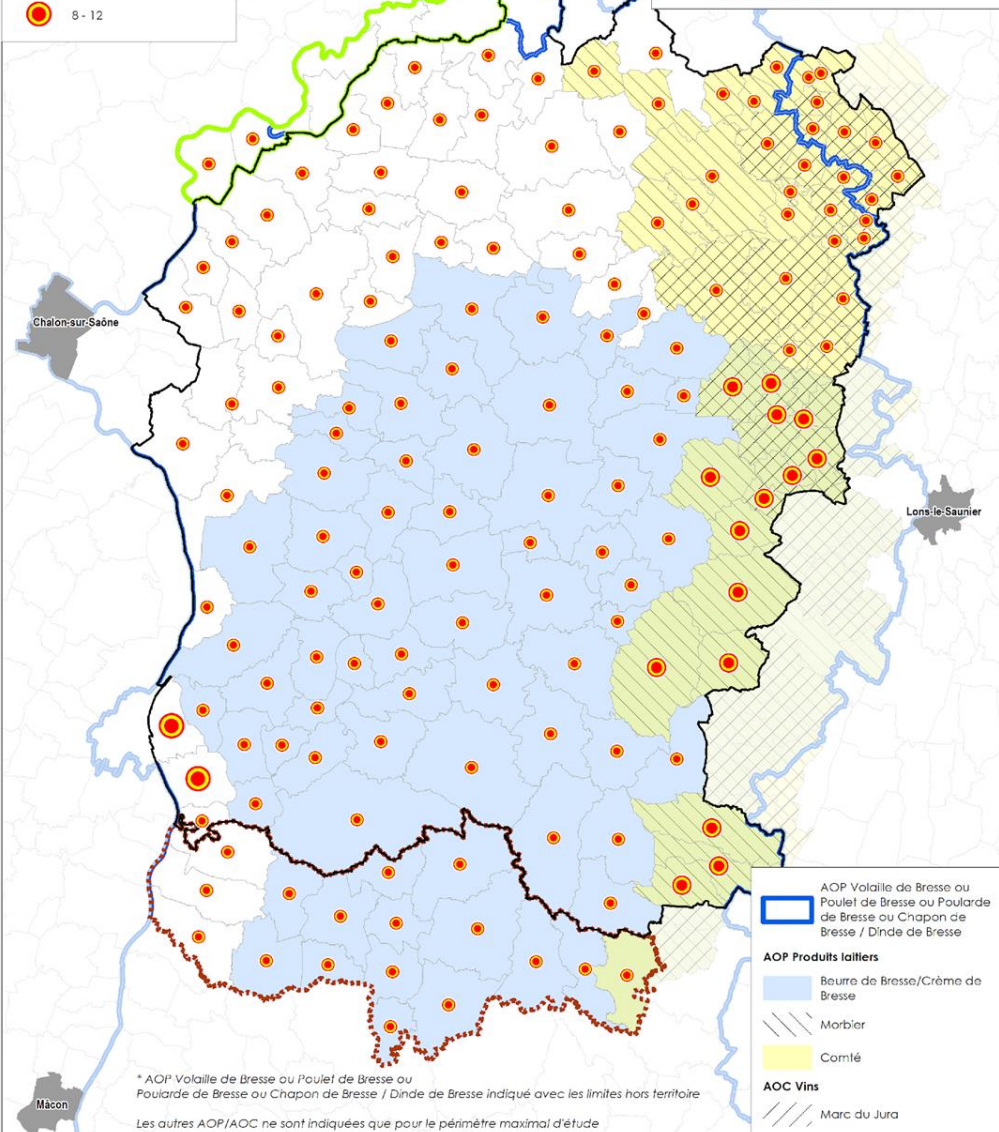 8 - 12
Chalon-sur-Saône
Lons-le-Saunier
Mâcon
* AOP Volaille de Bresse ou Poulet de Bresse ou
Poularde de Bresse ou Chapon de Bresse / Dinde de Bresse indiqué avec les limites hors territoire
Les autres AOP/AOC ne sont indiquées que pour le périmètre maximal d'étude
AOP Volaille de Bresse ou
Poulet de Bresse ou Poularde
de Bresse ou Chapon de
Bresse / Dinde de Bresse
AOP Produits laitiers
Beurre de Bresse/Crème de
Bresse
Morbier
Comté
AOC Vins
Marc du Jura